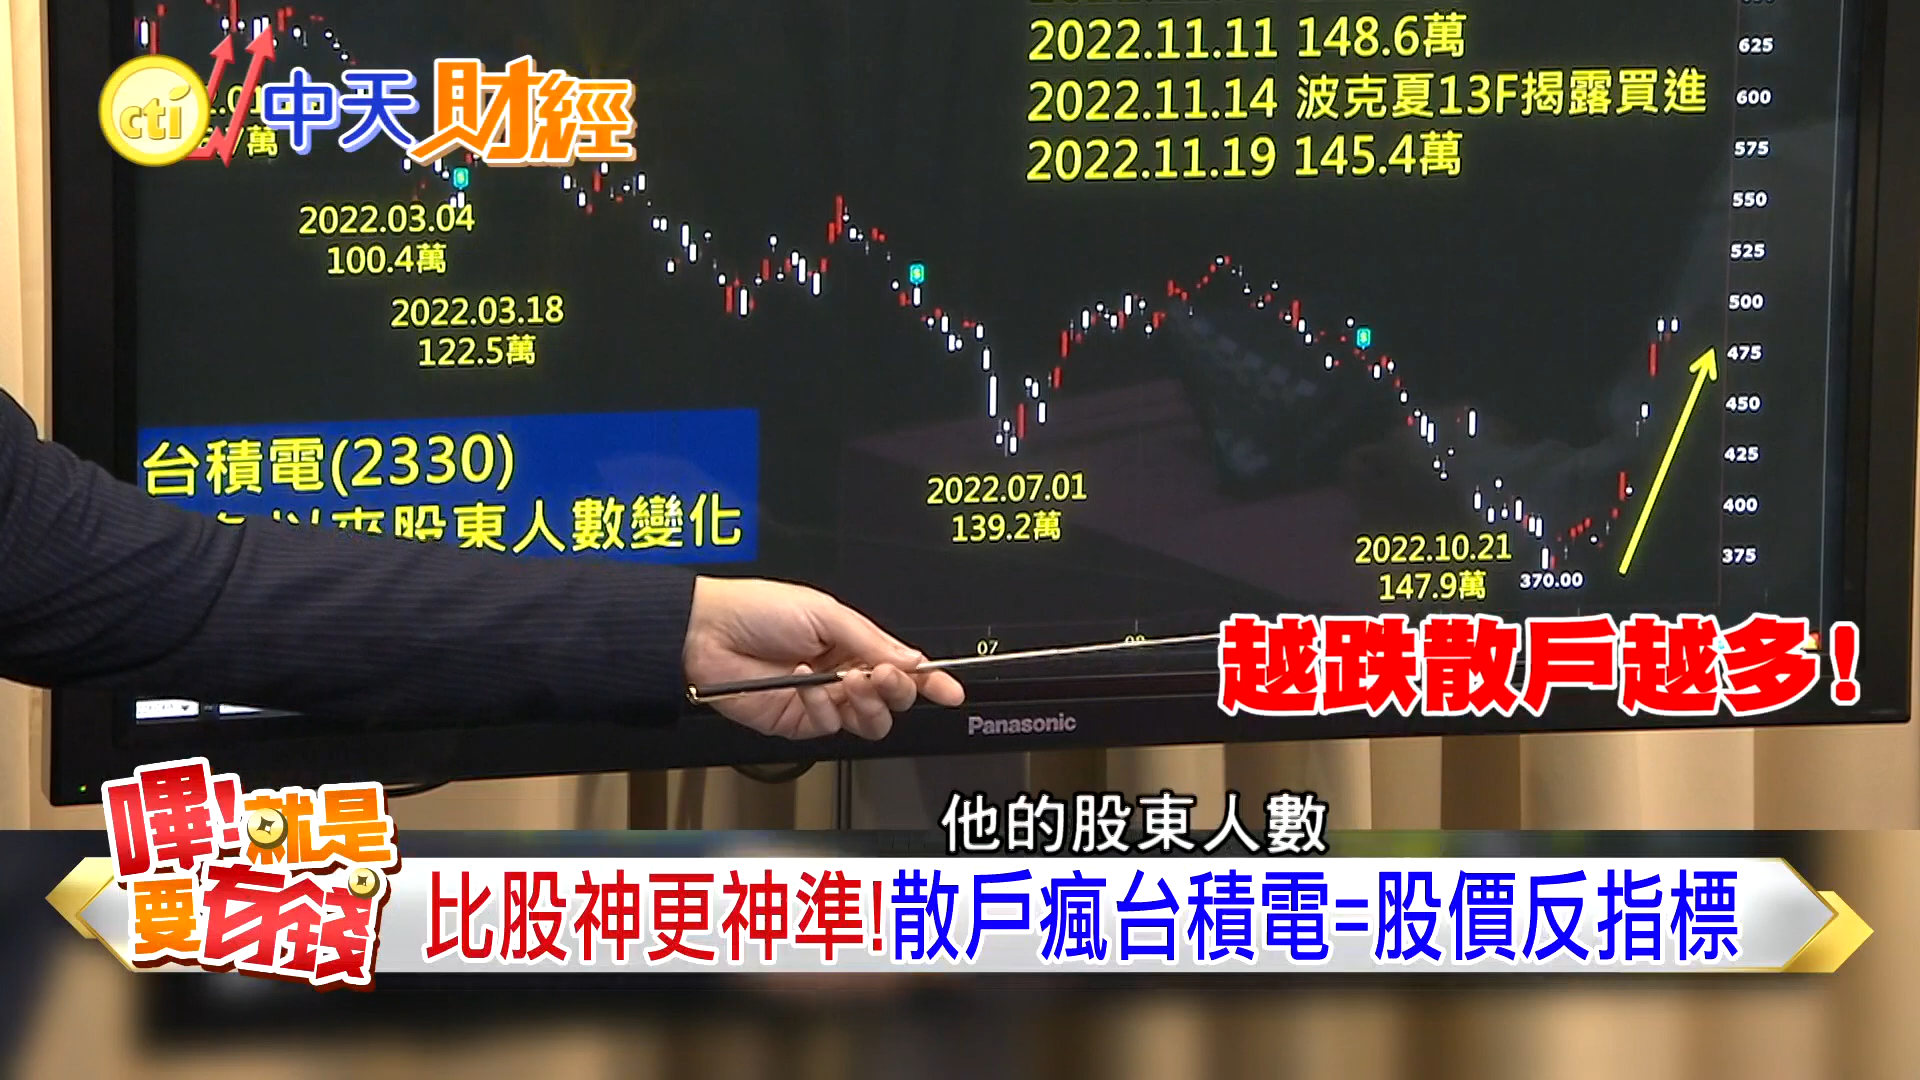 2022.11.11 148.6萬
2022.11.14 波克夏13F揭露買進
2022.11.19 145.4萬
cti 中天財經
萬
2022.03.04
100.4萬
2022.03.18
122.5萬
台積電(2330)
以來股東人數變化
2022.07.01
139.2萬
2022.10.21
147.9萬
370.00
625
600
575
550
525
500
475
450
425
400
375
07
08
Panasonic
越跌散戶越多!
他的股東人數
嗶!就是
要有錢
比股神更神準!散戶瘋台積電=股價反指標